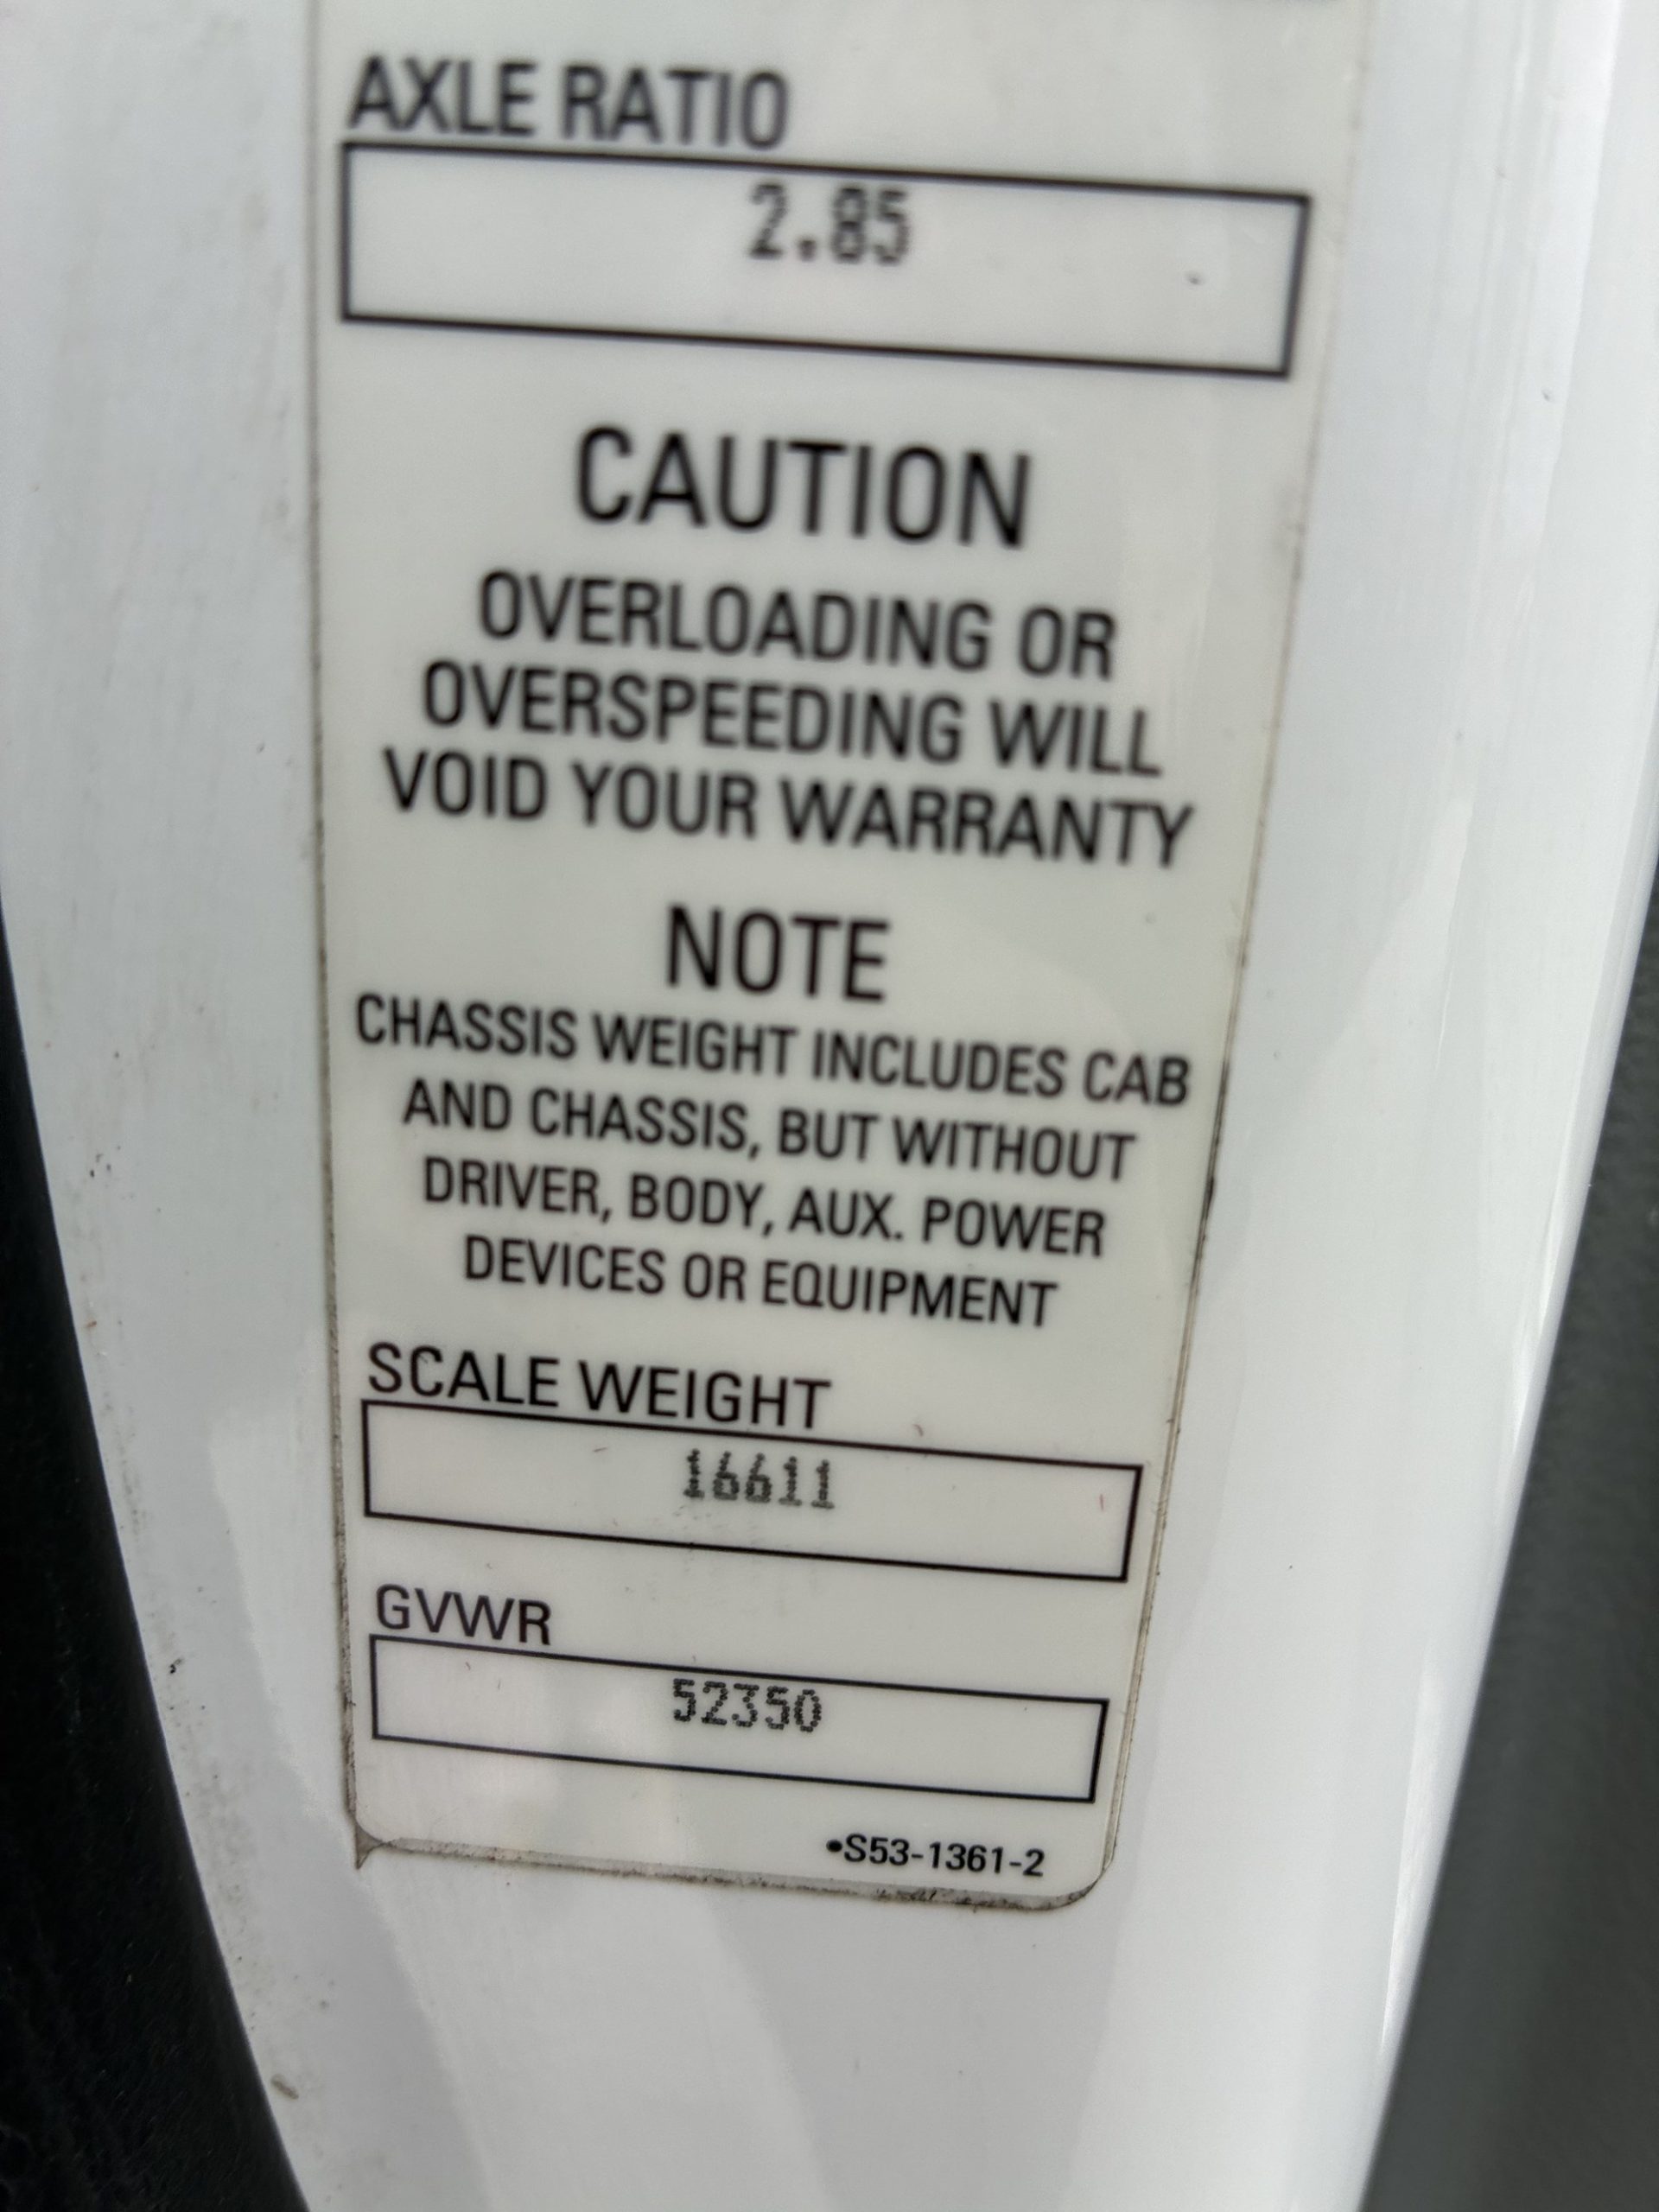 AXLE RATIO
2.85
CAUTION
OVERLOADING OR
OVERSPEEDING WILL
VOID YOUR WARRANTY
NOTE
CHASSIS WEIGHT INCLUDES CAB
AND CHASSIS, BUT WITHOUT
DRIVER, BODY, AUX. POWER
DEVICES OR EQUIPMENT
SCALE WEIGHT
16611
GVWR
52350
•S53-1361-2